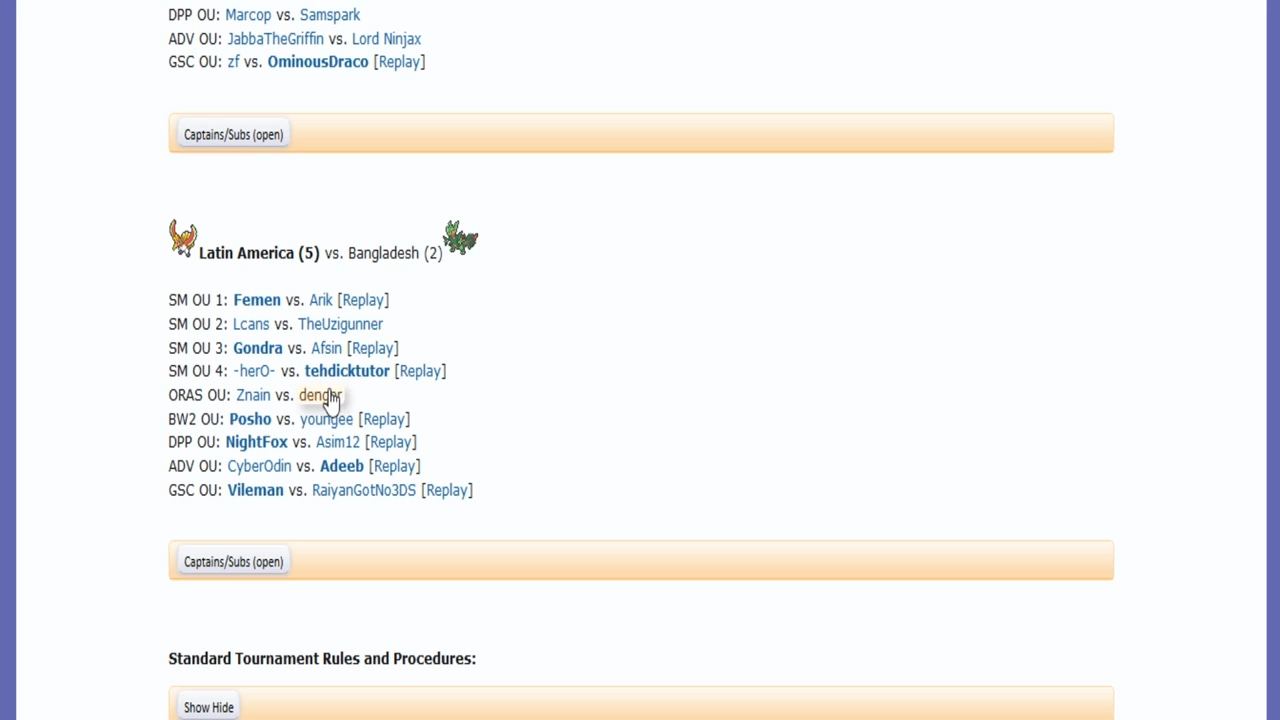 DPP OU: Marcop vs. Samspark
ADV OU: JabbaTheGriffin vs. Lord Ninjax
GSC OU: zf vs. OminousDraco [Replay]
Captains/Subs (open)
Latin America (5) vs. Bangladesh (2)
SM OU 1: Femen vs. Arik [Replay]
SM OU 2: Lcans vs. TheUzigunner
SM OU 3: Gondra vs. Afsin [Replay]
SM OU 4: -herO- vs. tehdicktutor [Replay]
ORAS OU: Znain vs.
BW2 OU: Posho vs. youngee [Replay]
DPP OU: NightFox vs. Asim12 [Replay]
ADV OU: CyberOdin vs. Adeeb [Replay]
GSC OU: Vileman vs. RaiyanGotNo3DS [Replay]
Captains/Subs (open)
Standard Tournament Rules and Procedures:
Show Hide